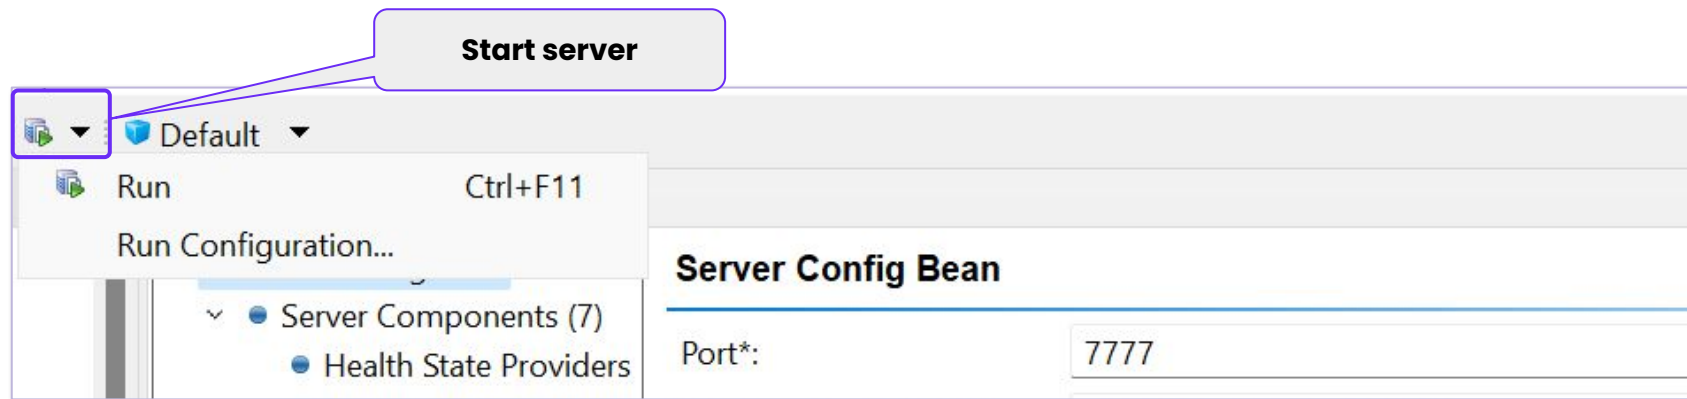 Start server
Default
Run Ctrl+F11
Run Configuration...
Server Config Bean
Server Components (7)
Port*: 7777
Health State Providers